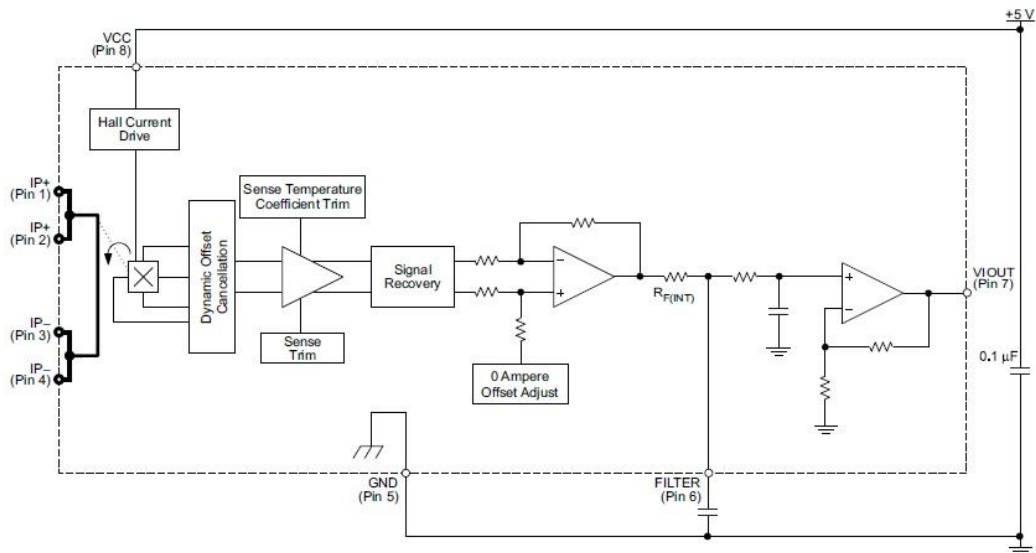 +5 V
VCC
(Pin 8)
Hall Current
Drive
IP+
(Pin 1)
IP+
(Pin 2)
IP−
(Pin 3)
IP−
(Pin 4)
Dynamic Offset
Cancellation
Sense Temperature
Coefficient Trim
Sense
Trim
Signal
Recovery
0 Ampere
Offset Adjust
RF(INT)
VIOUT
(Pin 7)
0.1 μF
GND
(Pin 5)
FILTER
(Pin 6)